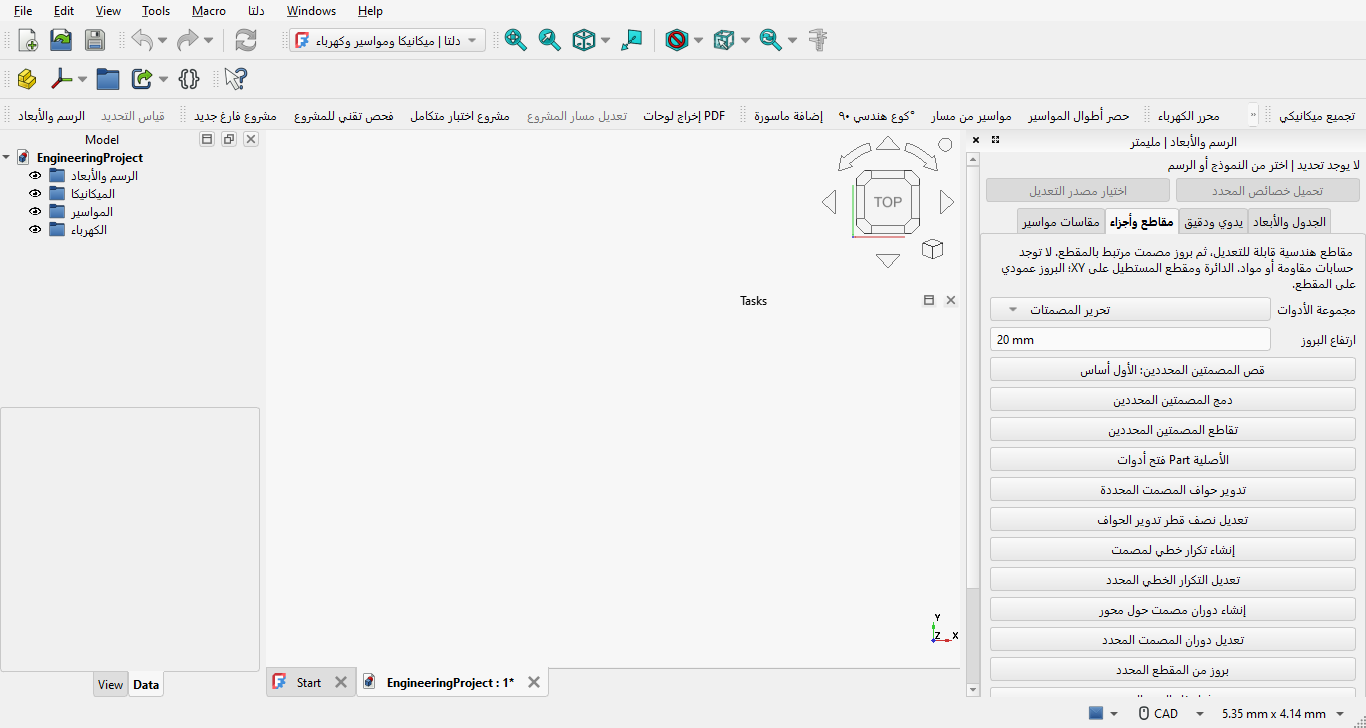 File Edit View Tools Macro دلتا Windows Help
دلتا | ميكانيكا ومواسير وكهرباء
الرسم والأبعاد قياس التحديد مشروع فارغ جديد فحص تقني للمشروع مشروع اختبار متكامل تعديل مسار المشروع PDF إخراج لوحات إضافة ماسورة كوع هندسي ٩٠° مواسير من مسار حصر أطوال المواسير محرر الكهرباء » تجميع ميكانيكي
Model
EngineeringProject
الرسم والأبعاد
الميكانيكا
المواسير
الكهرباء
View Data
TOP
Tasks
Y
Z X
Start
EngineeringProject : 1*
الرسم والأبعاد | مليمتر
لا يوجد تحديد | اختر من النموذج أو الرسم
تحميل خصائص المحدد
اختيار مصدر التعديل
الجدول والأبعاد يدوي ودقيق مقاطع وأجزاء مقاسات مواسير
مقاطع هندسية قابلة للتعديل، ثم بروز مصمت مرتبط بالمقطع. لا توجد
حسابات مقاومة أو مواد. الدائرة ومقطع المستطيل على XY؛ البروز عمودي
على المقطع.
مجموعة الأدوات تحرير المصمتات
ارتفاع البروز 20 mm
قص المصمتين المحددين: الأول أساس
دمج المصمتين المحددين
تقاطع المصمتين المحددين
الأصلية Part فتح أدوات
تدوير حواف المصمت المحددة
تعديل نصف قطر تدوير الحواف
إنشاء تكرار خطي لمصمت
تعديل التكرار الخطي المحدد
إنشاء دوران مصمت حول محور
تعديل دوران المصمت المحدد
بروز من المقطع المحدد
CAD 5.35 mm x 4.14 mm